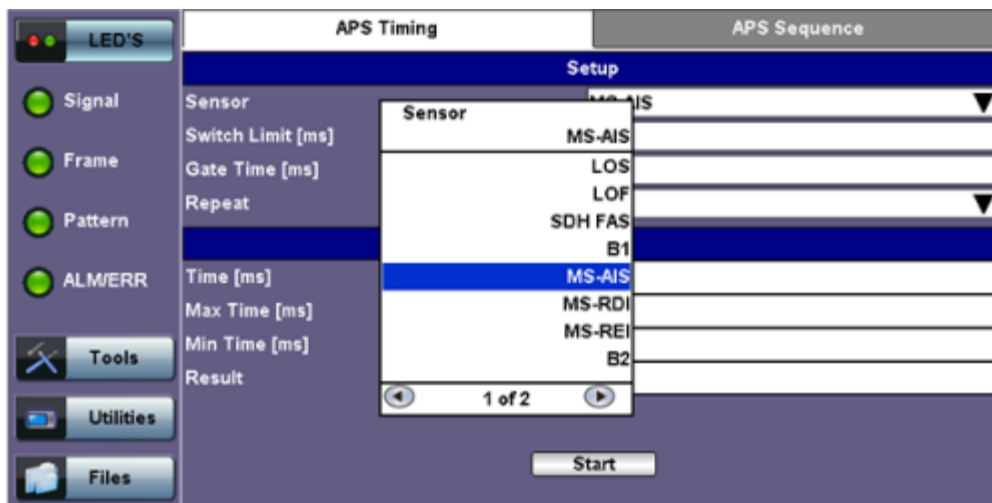 LED'S
Signal
Frame
Pattern
ALM/ERR
Tools
Utilities
Files
APS Timing
APS Sequence
Setup
Sensor
Switch Limit [ms]
Gate Time [ms]
Repeat
Time [ms]
Max Time [ms]
Min Time [ms]
Result
Sensor
MS-AIS
LOS
LOF
SDH FAS
B1
MS-AIS
MS-RDI
MS-REI
B2
1 of 2
Start